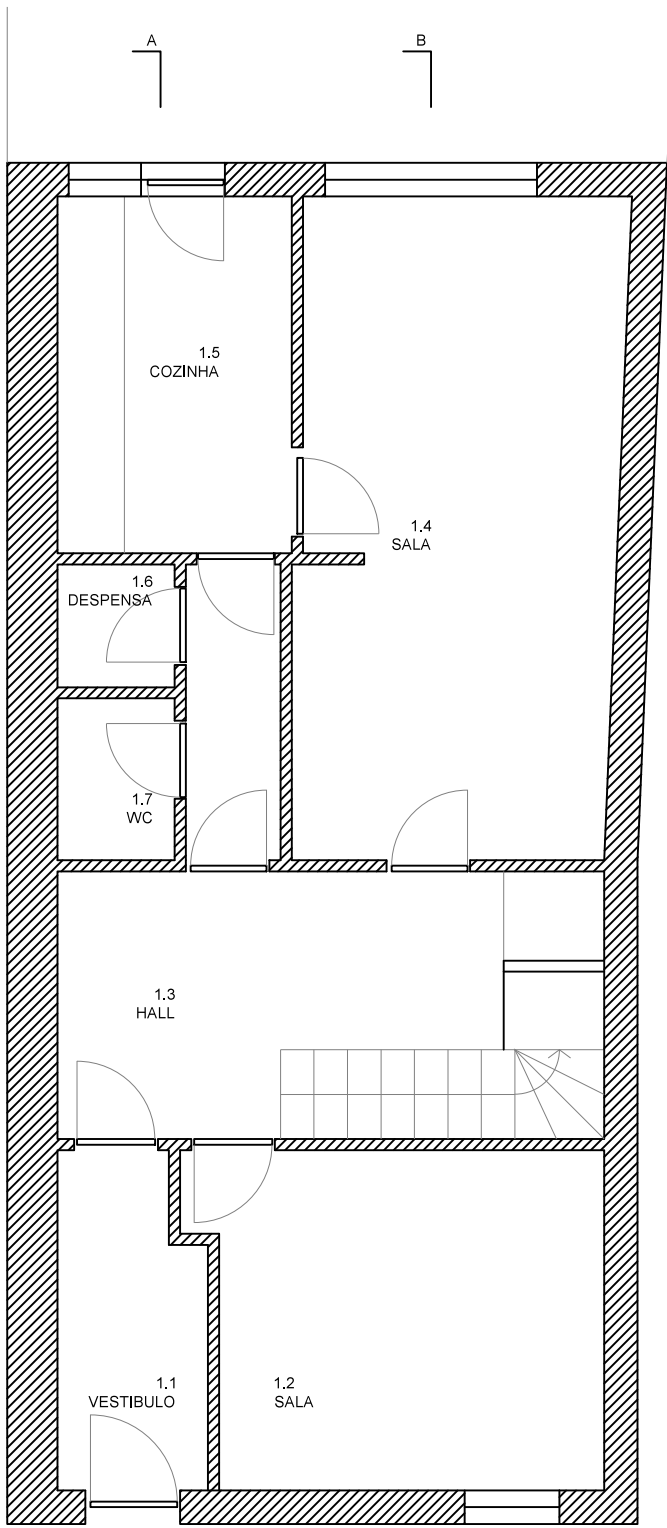 A
B
1.5
COZINHA
1.4
SALA
1.6
DESPENSA
1.7
WC
1.3
HALL
1.1
VESTIBULO
1.2
SALA